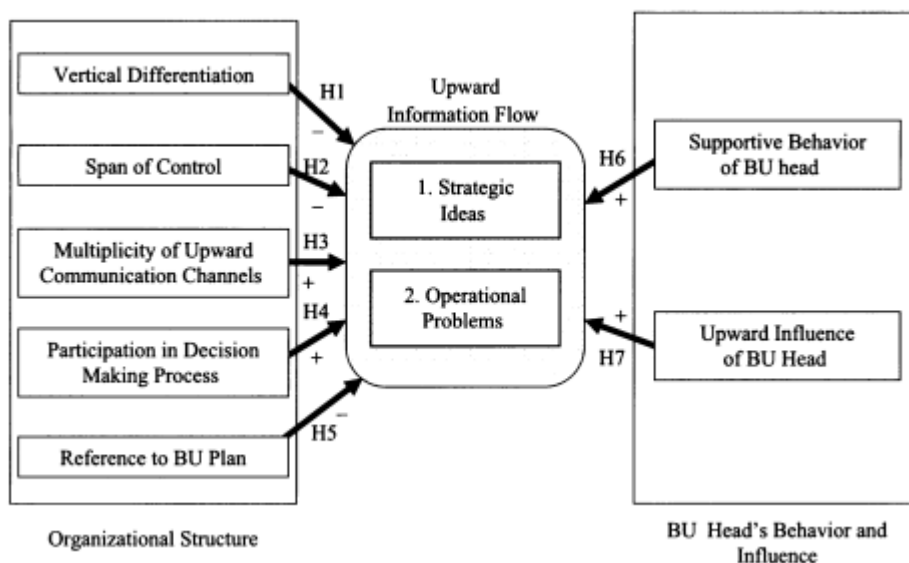 Vertical Differentiation
Span of Control
Multiplicity of Upward
Communication Channels
Participation in Decision
Making Process
Reference to BU Plan
Organizational Structure
H1
–
H2
–
H3
+
H4
+
H5
–
Upward
Information Flow
1. Strategic
Ideas
2. Operational
Problems
H6
+
+
H7
Supportive Behavior
of BU head
Upward Influence
of BU Head
BU Head's Behavior and
Influence